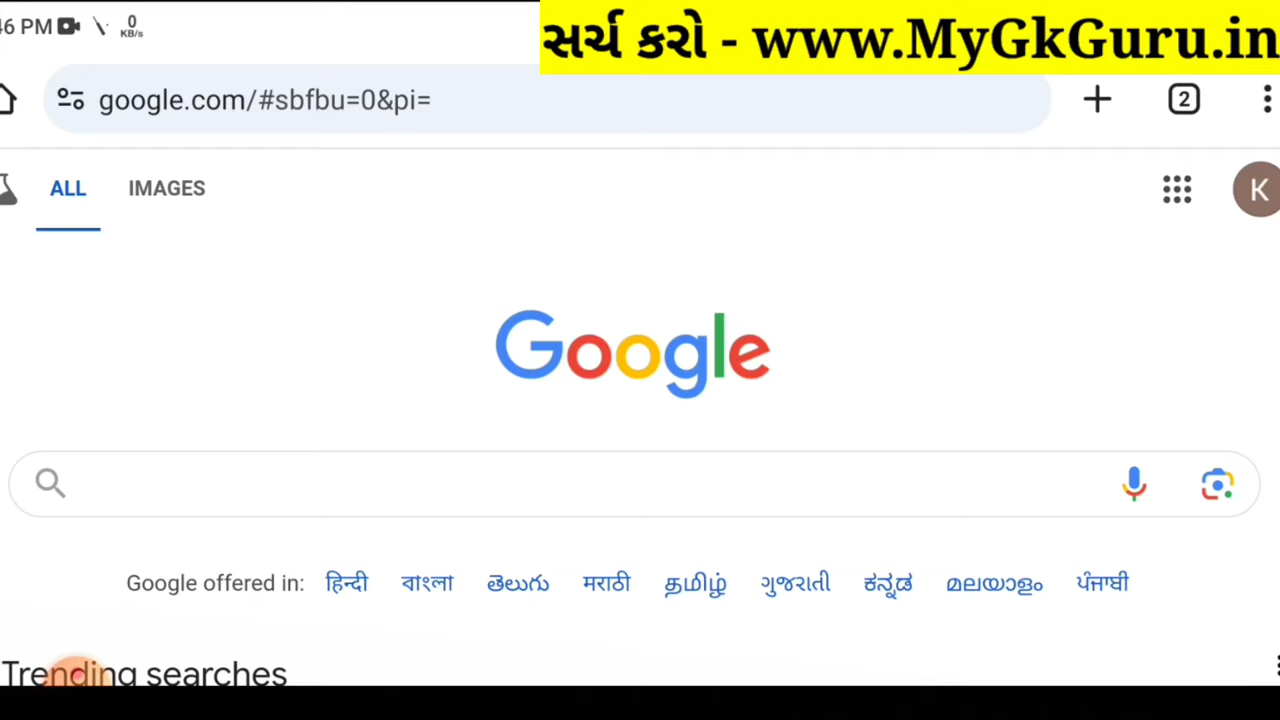 46 PM 0 KB/s
સર્ચ કરો - www.MyGkGuru.in
google.com/#sbfbu=0&pi=
2
ALL IMAGES
K
Google
Google offered in: हिन्दी বাংলা తెలుగు मराठी தமிழ் ગુજરાતી ಕನ್ನಡ മലയാളം ਪੰਜਾਬੀ
Trending searches